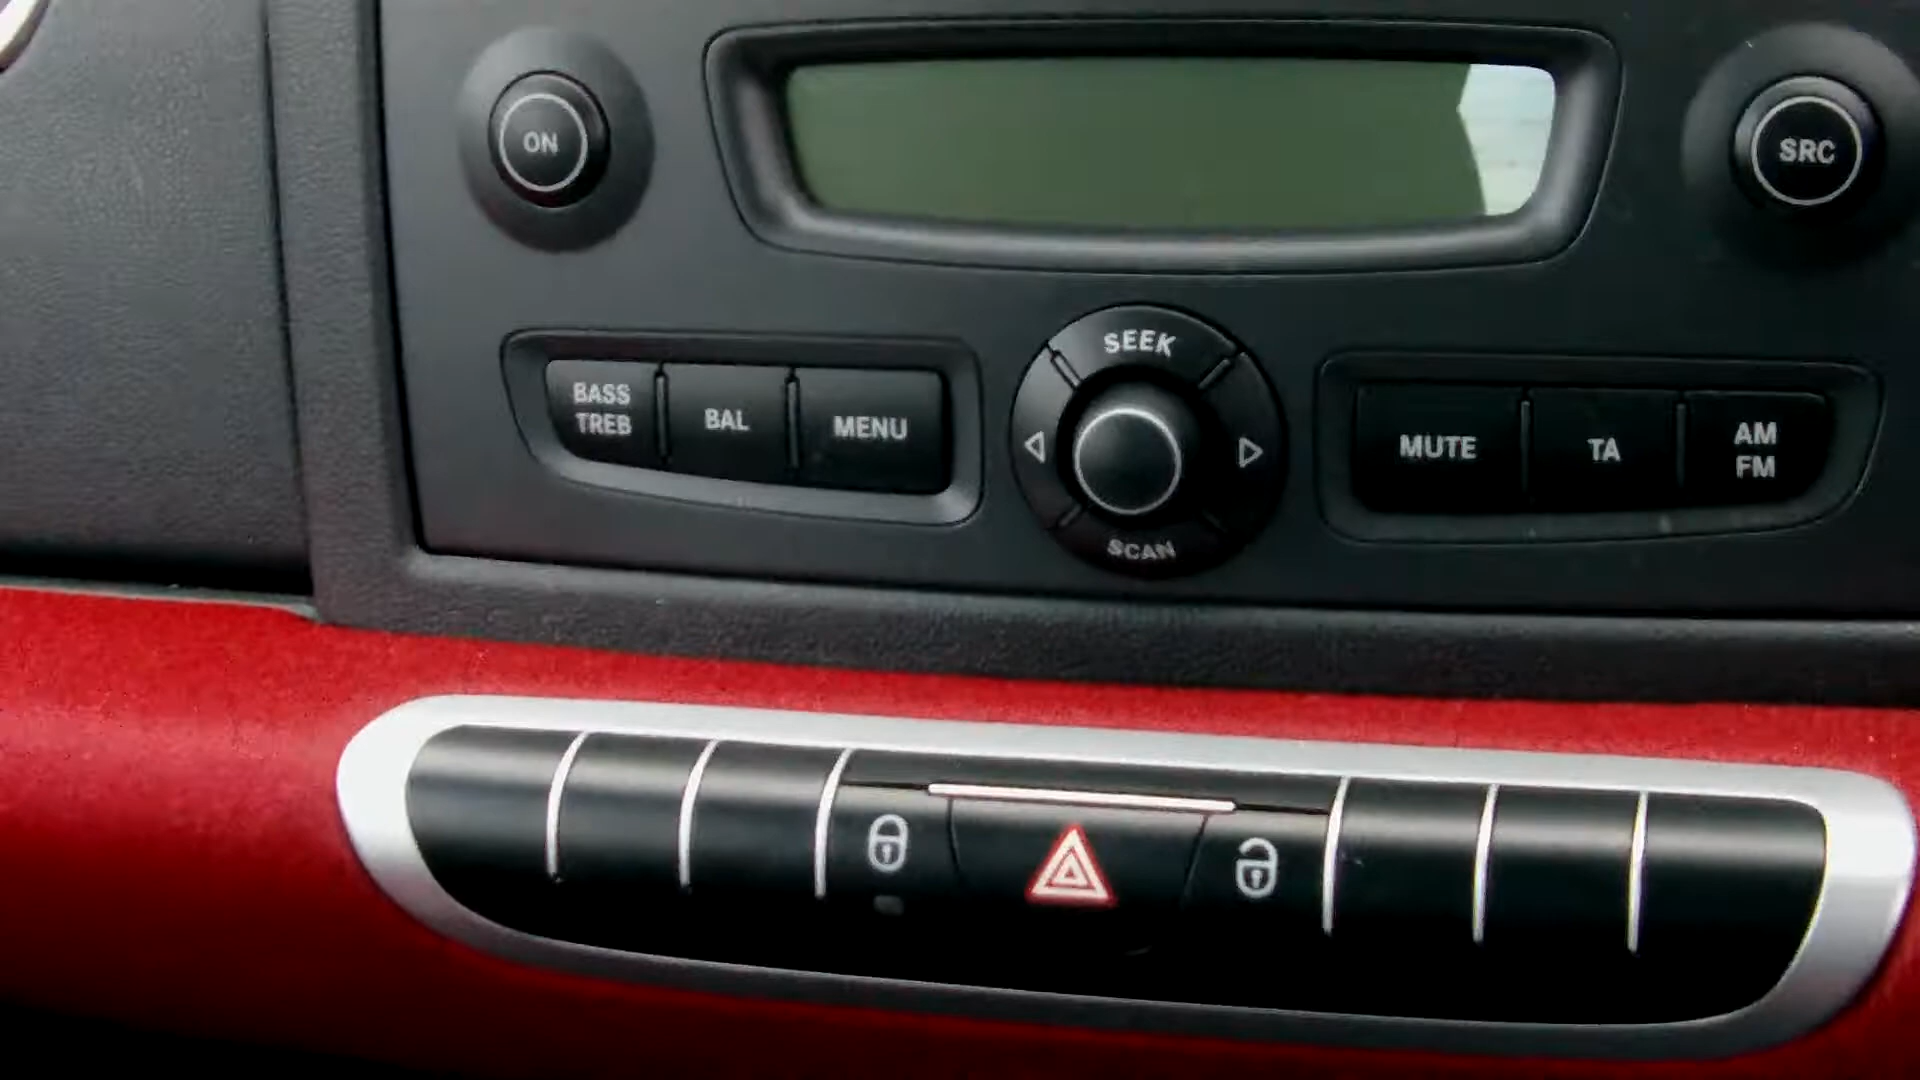 ON
SRC
SEEK
BASS
TREB
BAL
MENU
MUTE
TA
AM
FM
SCAN